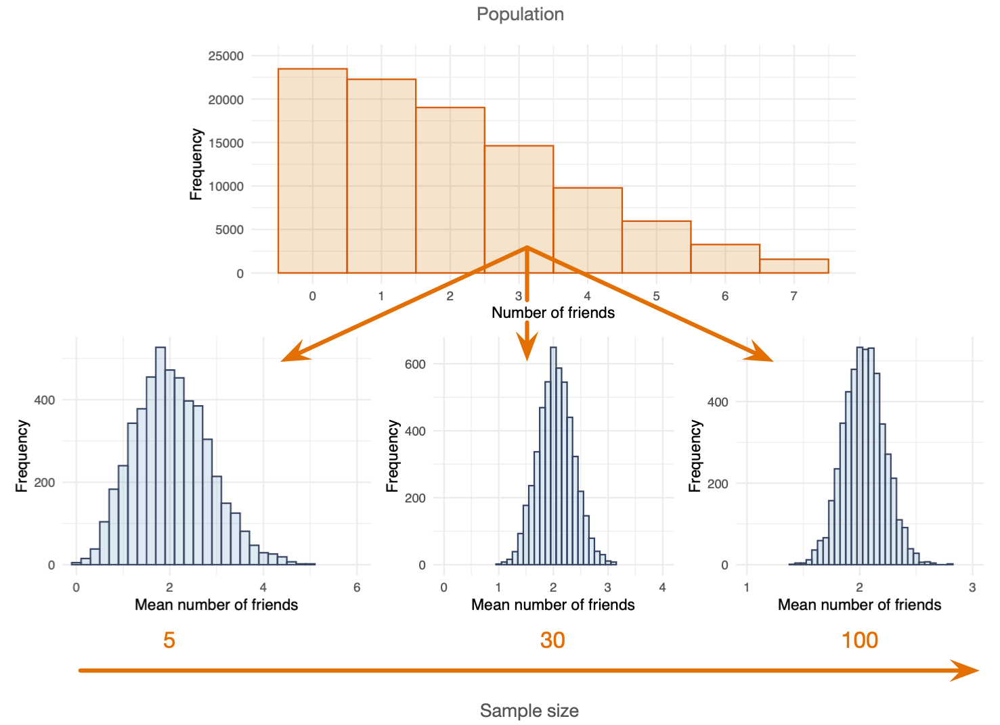 Population
25000
20000
15000
10000
5000
0
Frequency
0 1 2 3 4 5 6 7
Number of friends
400
200
0
Frequency
0 2 4 6
Mean number of friends
600
400
200
0
Frequency
0 1 2 3 4
Mean number of friends
400
200
0
Frequency
1 2 3
Mean number of friends
5 30 100
Sample size